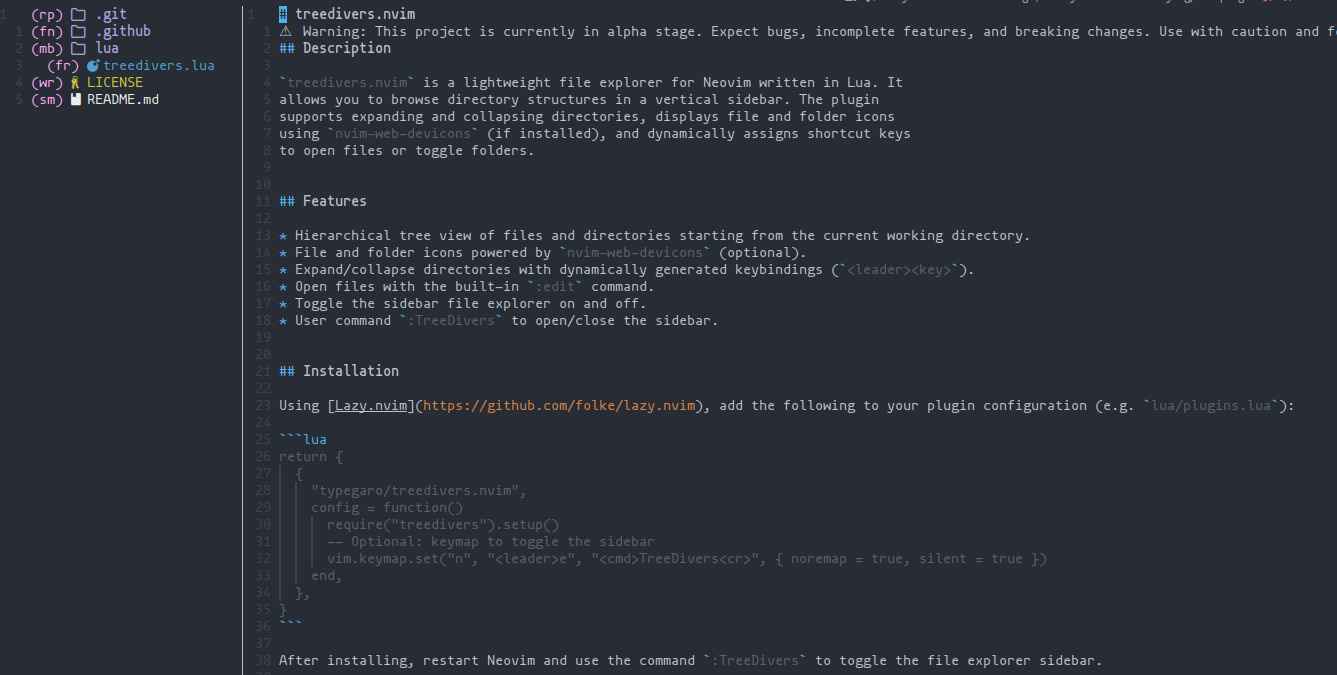 1 (rp) .git
1 (fn) .github
2 (mb) lua
3 (fr) treedivers.lua
4 (wr) LICENSE
5 (sm) README.md
1 # treedivers.nvim
1 ⚠ Warning: This project is currently in alpha stage. Expect bugs, incomplete features, and breaking changes. Use with caution and
2 ## Description
3
4 `treedivers.nvim` is a lightweight file explorer for Neovim written in Lua. It
5 allows you to browse directory structures in a vertical sidebar. The plugin
6 supports expanding and collapsing directories, displays file and folder icons
7 using `nvim-web-devicons` (if installed), and dynamically assigns shortcut keys
8 to open files or toggle folders.
9
10
11 ## Features
12
13 * Hierarchical tree view of files and directories starting from the current working directory.
14 * File and folder icons powered by `nvim-web-devicons` (optional).
15 * Expand/collapse directories with dynamically generated keybindings (`<leader><key>`).
16 * Open files with the built-in `:edit` command.
17 * Toggle the sidebar file explorer on and off.
18 * User command `:TreeDivers` to open/close the sidebar.
19
20
21 ## Installation
22
23 Using [Lazy.nvim](https://github.com/folke/lazy.nvim), add the following to your plugin configuration (e.g. `lua/plugins.lua`):
24
25 ```lua
26 return {
27 {
28 "typegaro/treedivers.nvim",
29 config = function()
30 require("treedivers").setup()
31 -- Optional: keymap to toggle the sidebar
32 vim.keymap.set("n", "<leader>e", "<cmd>TreeDivers<cr>", { noremap = true, silent = true })
33 end,
34 },
35 }
36 ```
37
38 After installing, restart Neovim and use the command `:TreeDivers` to toggle the file explorer sidebar.